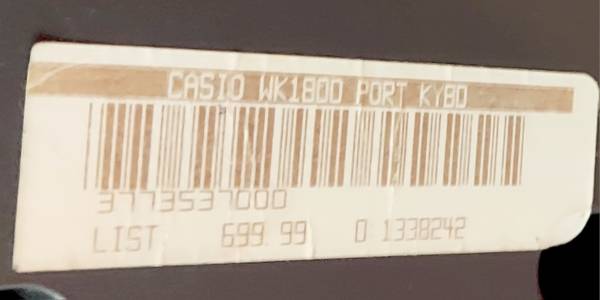 CASIO WK1800 PORT KYBD
3773537000
LIST 699.99 0 1338242